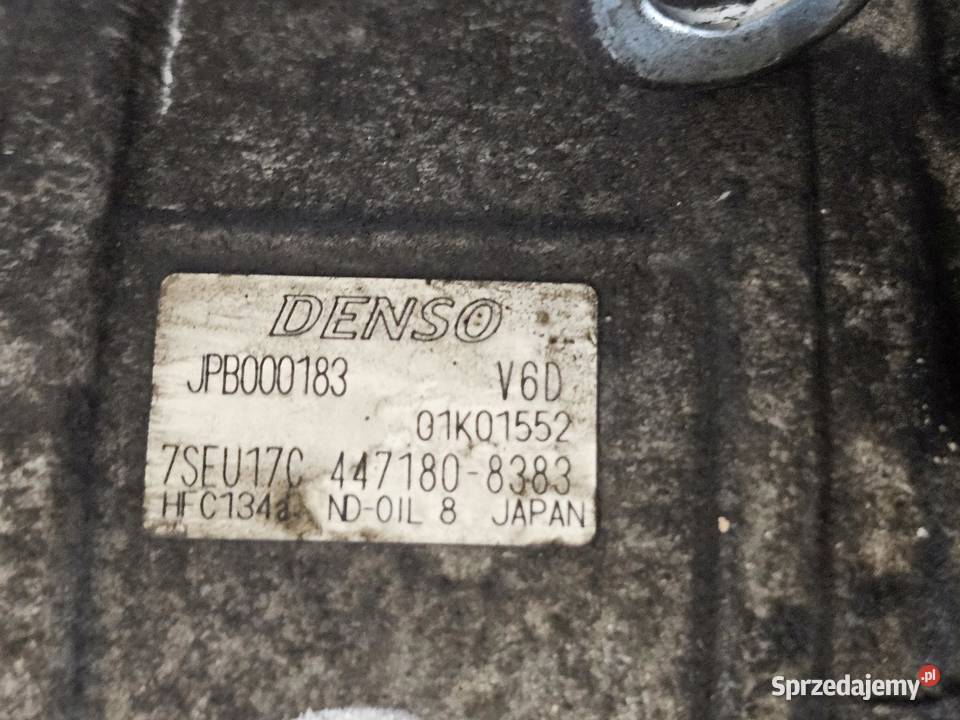 DENSO
JPB000183 V6D
01K01552
7SEU17C 447180-8383
HFC134a ND-OIL 8 JAPAN
Sprzedajemy.pl